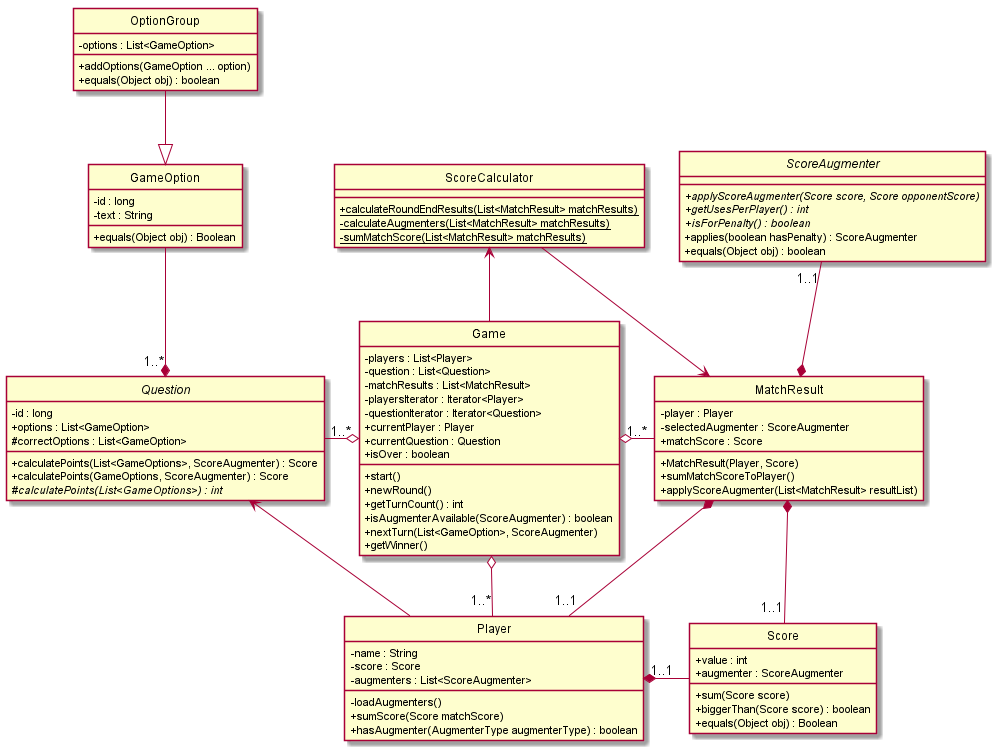 OptionGroup
-options : List<GameOption>
+addOptions(GameOption ... option)
+equals(Object obj) : boolean
GameOption
-id : long
-text : String
+equals(Object obj) : Boolean
ScoreCalculator
+calculateRoundEndResults(List<MatchResult> matchResults)
-calculateAugmenters(List<MatchResult> matchResults)
-sumMatchScore(List<MatchResult> matchResults)
ScoreAugmenter
+applyScoreAugmenter(Score score, Score opponentScore)
+getUsesPerPlayer() : int
+isForPenalty() : boolean
+applies(boolean hasPenalty) : ScoreAugmenter
+equals(Object obj) : boolean
1..1
1..*
Question
-id : long
+options : List<GameOption>
#correctOptions : List<GameOption>
+calculatePoints(List<GameOptions>, ScoreAugmenter) : Score
+calculatePoints(GameOptions, ScoreAugmenter) : Score
#calculatePoints(List<GameOptions>) : int
1..*
Game
-players : List<Player>
-question : List<Question>
-matchResults : List<MatchResult>
-playersIterator : Iterator<Player>
-questionIterator : Iterator<Question>
+currentPlayer : Player
+currentQuestion : Question
+isOver : boolean
+start()
+newRound()
+getTurnCount() : int
+isAugmenterAvailable(ScoreAugmenter) : boolean
+nextTurn(List<GameOption>, ScoreAugmenter)
+getWinner()
1..*
MatchResult
-player : Player
-selectedAugmenter : ScoreAugmenter
+matchScore : Score
+MatchResult(Player, Score)
+sumMatchScoreToPlayer()
+applyScoreAugmenter(List<MatchResult> resultList)
1..*
1..1
1..1
Player
-name : String
-score : Score
-augmenters : List<ScoreAugmenter>
-loadAugmenters()
+sumScore(Score matchScore)
+hasAugmenter(AugmenterType augmenterType) : boolean
1..1
Score
+value : int
+augmenter : ScoreAugmenter
+sum(Score score)
+biggerThan(Score score) : boolean
+equals(Object obj) : Boolean